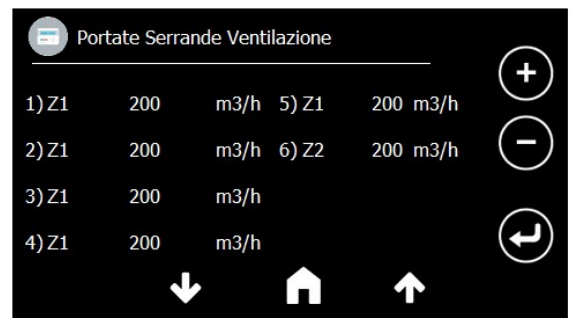 Portate Serrande Ventilazione
1) Z1 200 m3/h 5) Z1 200 m3/h
2) Z1 200 m3/h 6) Z2 200 m3/h
3) Z1 200 m3/h
4) Z1 200 m3/h